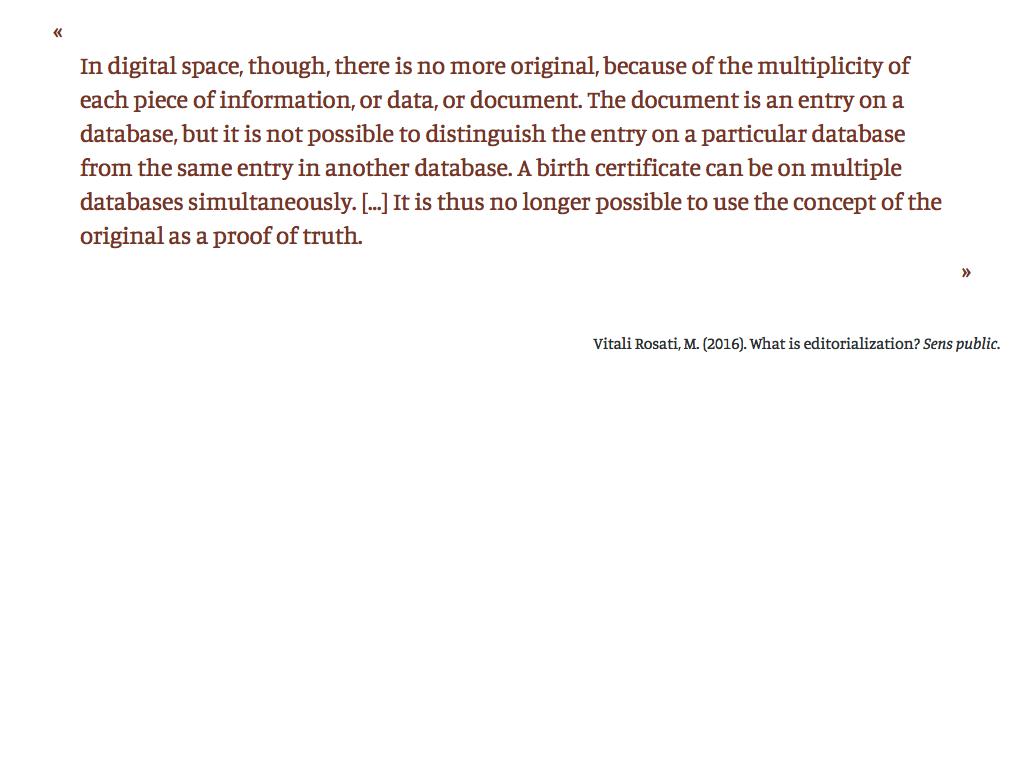 «
In digital space, though, there is no more original, because of the multiplicity of
each piece of information, or data, or document. The document is an entry on a
database, but it is not possible to distinguish the entry on a particular database
from the same entry in another database. A birth certificate can be on multiple
databases simultaneously. [...] It is thus no longer possible to use the concept of the
original as a proof of truth.
»
Vitali Rosati, M. (2016). What is editorialization? Sens public.